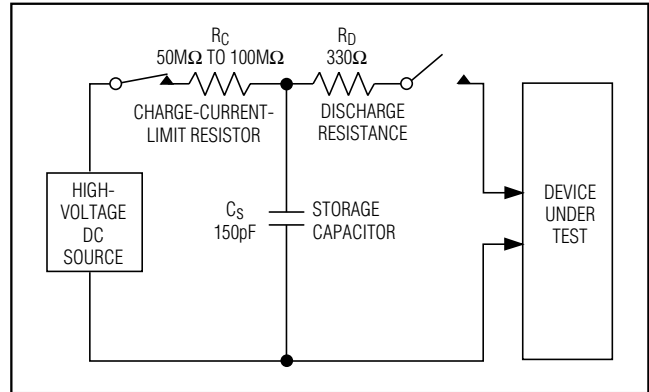 RC
50MΩ TO 100MΩ
CHARGE-CURRENT-
LIMIT RESISTOR
RD
330Ω
DISCHARGE
RESISTANCE
HIGH-
VOLTAGE
DC
SOURCE
CS
150pF
STORAGE
CAPACITOR
DEVICE
UNDER
TEST